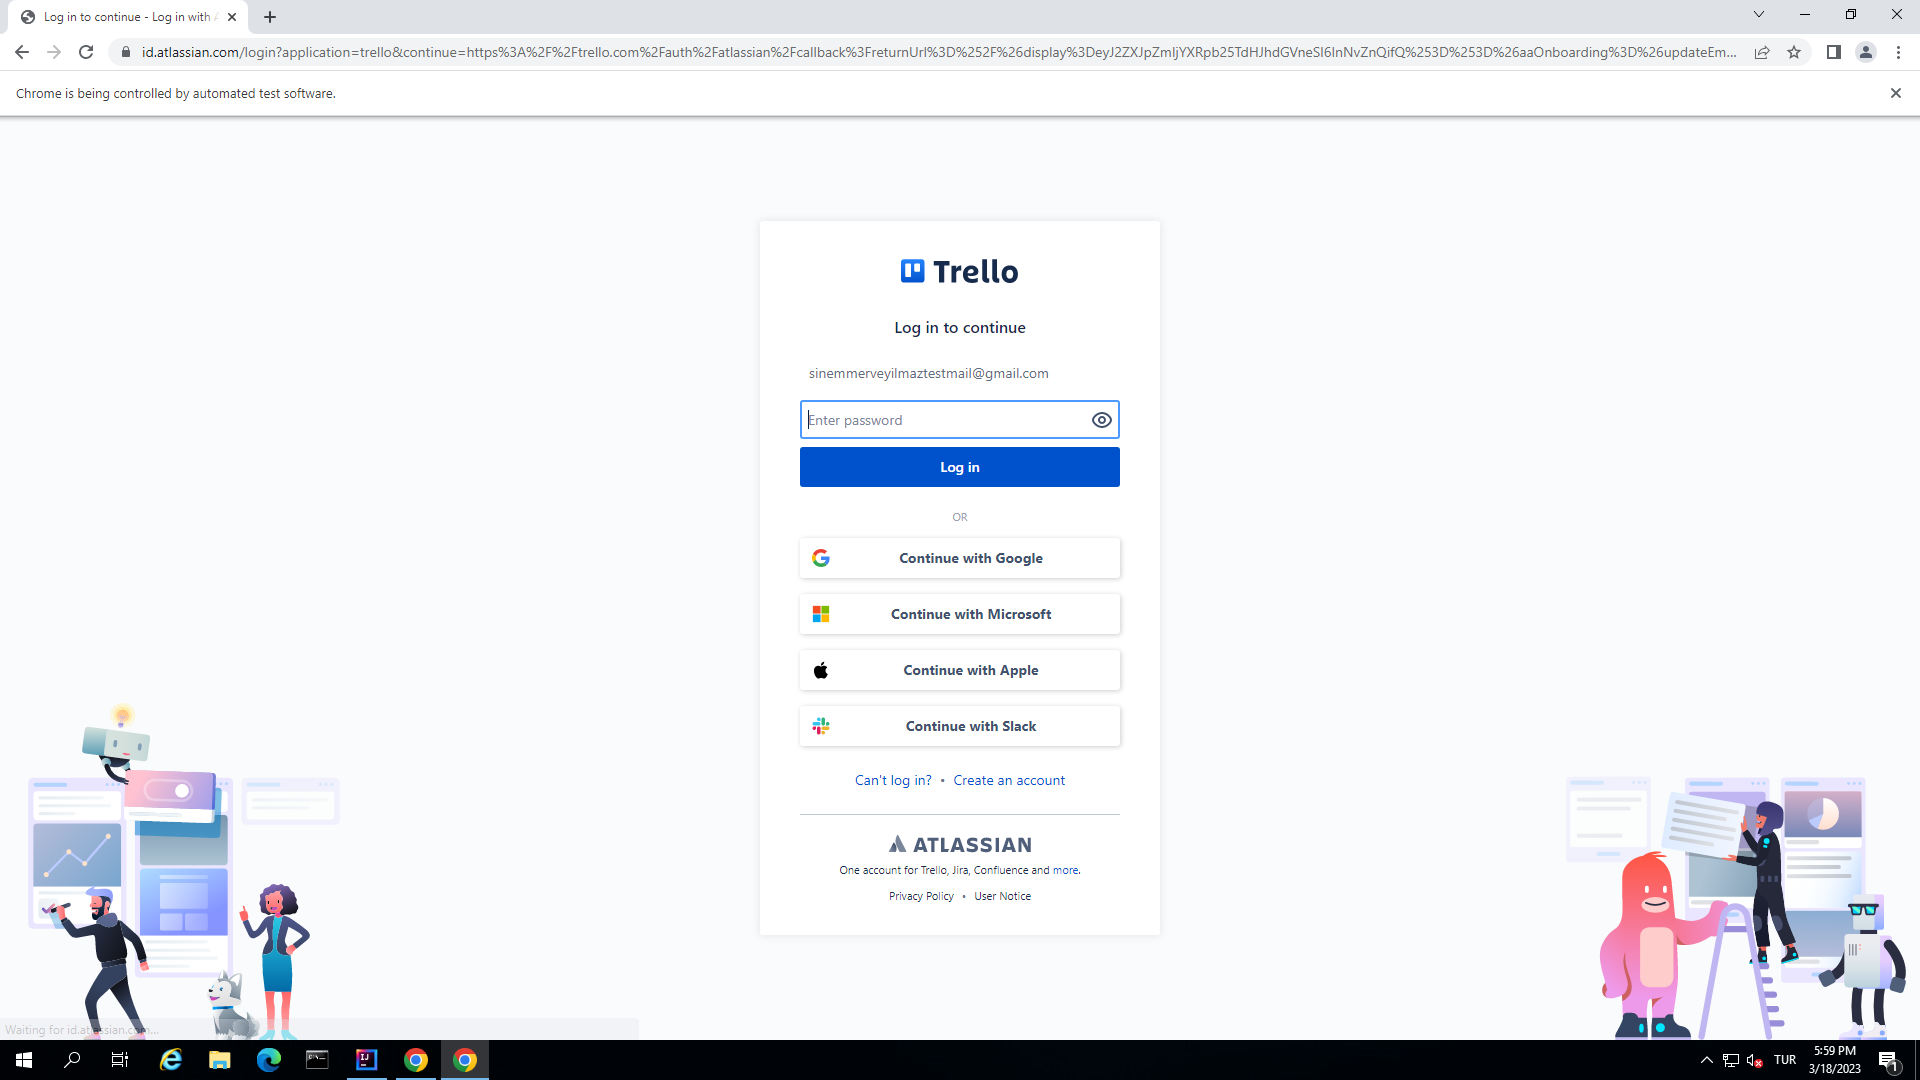 Log in to continue - Log in with A
id.atlassian.com/login?application=trello&continue=https%3A%2F%2Ftrello.com%2Fauth%2Fatlassian%2Fcallback%3FreturnUrl%3D%252F%26display%3DeyJ2ZXJpZmljYXRpb25TdHJhdGVneSI6InNvZnQifQ%253D%253D%26aaOnboarding%3D%26updateEm...
Chrome is being controlled by automated test software.
Trello
Log in to continue
sinemmerveyilmaztestmail@gmail.com
Enter password
Log in
OR
Continue with Google
Continue with Microsoft
Continue with Apple
Continue with Slack
Can't log in? • Create an account
ATLASSIAN
One account for Trello, Jira, Confluence and more.
Privacy Policy • User Notice
Waiting for id.atlassian.com...
TUR
5:59 PM
3/18/2023
1